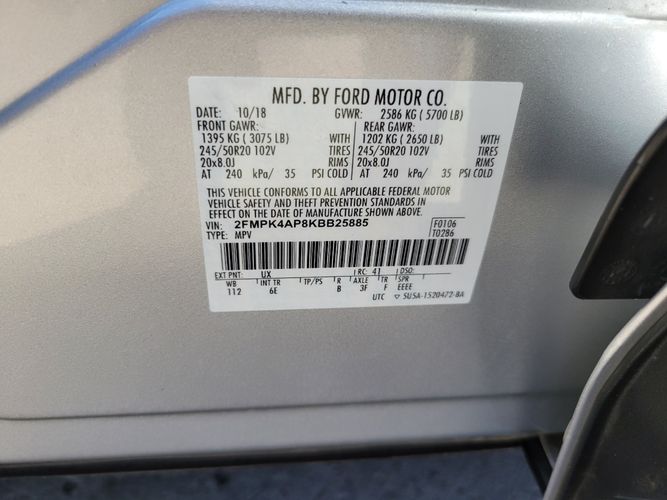 MFD. BY FORD MOTOR CO.
DATE: 10/18 GVWR: 2586 KG ( 5700 LB)
FRONT GAWR: REAR GAWR:
1395 KG ( 3075 LB) WITH 1202 KG ( 2650 LB) WITH
245/50R20 102V TIRES 245/50R20 102V TIRES
20x8.0J RIMS 20x8.0J RIMS
AT 240 kPa/ 35 PSI COLD AT 240 kPa/ 35 PSI COLD
THIS VEHICLE CONFORMS TO ALL APPLICABLE FEDERAL MOTOR
VEHICLE SAFETY AND THEFT PREVENTION STANDARDS IN
EFFECT ON THE DATE OF MANUFACTURE SHOWN ABOVE.
VIN: 2FMPK4AP8KBB25885 F0106
TYPE: MPV T0286
EXT PNT: UX RC: 41 DSO:
WB INT TR TP/PS R AXLE TR SPR
112 6E B 3F F EEEE
UTC ▽ 5U5A-1520472-BA